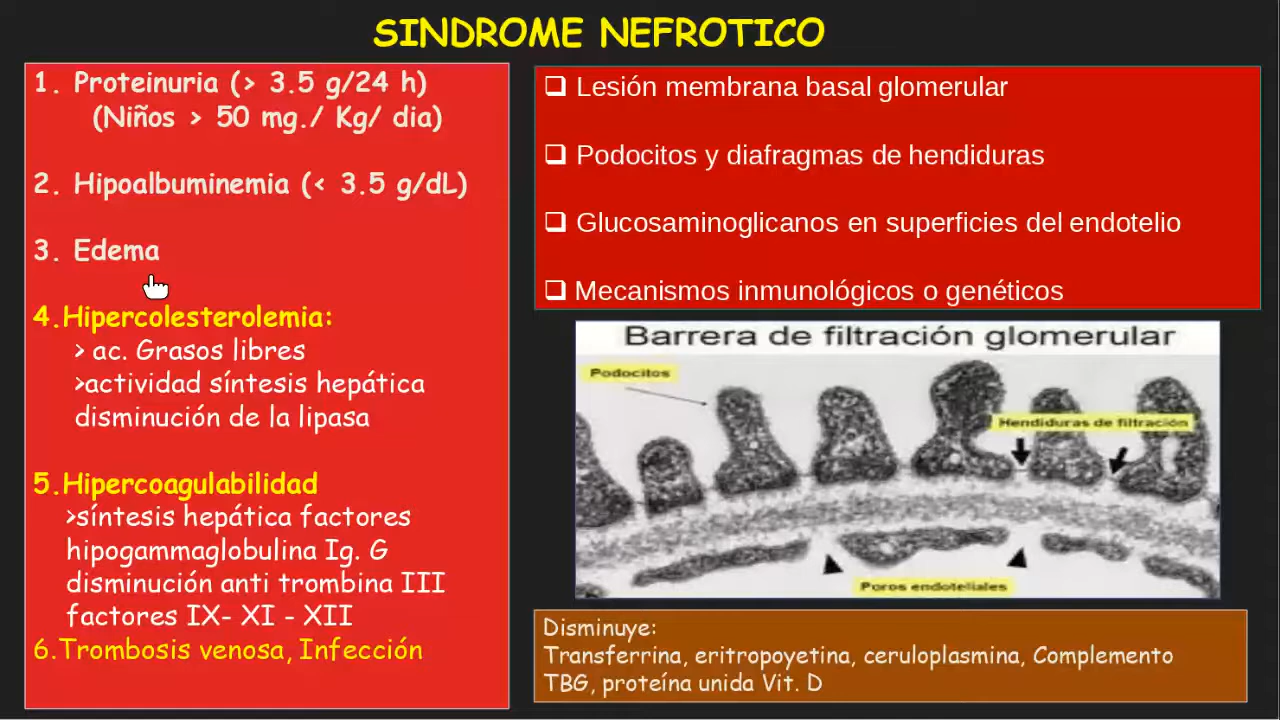 SINDROME NEFROTICO
1. Proteinuria (> 3.5 g/24 h)
(Niños > 50 mg./ Kg/ dia)
2. Hipoalbuminemia (< 3.5 g/dL)
3. Edema
4.Hipercolesterolemia:
> ac. Grasos libres
>actividad síntesis hepática
disminución de la lipasa
5.Hipercoagulabilidad
>síntesis hepática factores
hipogammaglobulina Ig. G
disminución anti trombina III
factores IX- XI - XII
6.Trombosis venosa, Infección
❑ Lesión membrana basal glomerular
❑ Podocitos y diafragmas de hendiduras
❑ Glucosaminoglicanos en superficies del endotelio
❑ Mecanismos inmunológicos o genéticos
Barrera de filtración glomerular
Podocitos
Hendiduras de filtración
Poros endoteliales
Disminuye:
Transferrina, eritropoyetina, ceruloplasmina, Complemento
TBG, proteína unida Vit. D